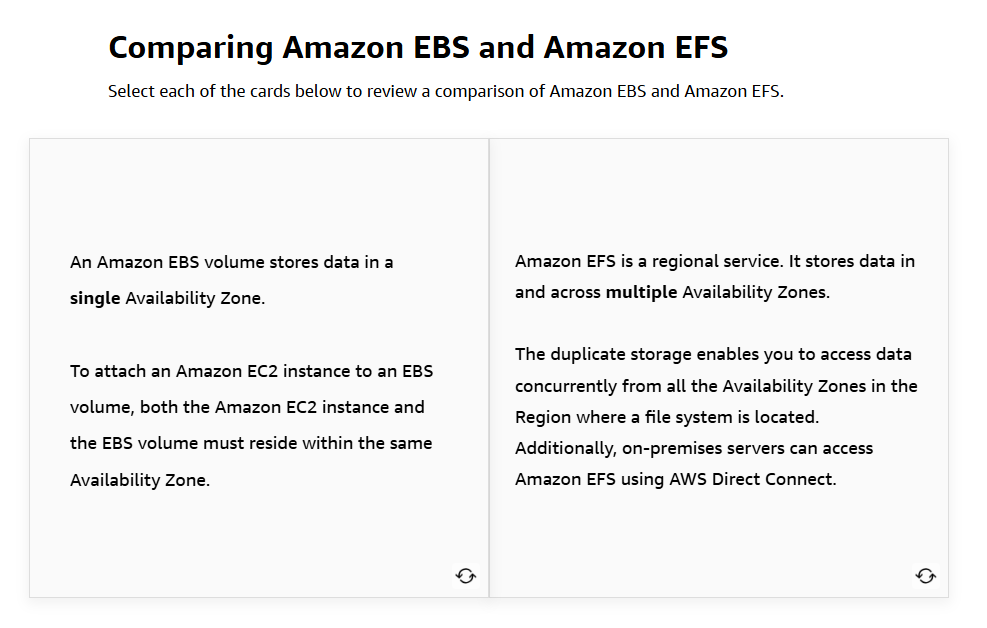 Comparing Amazon EBS and Amazon EFS
Select each of the cards below to review a comparison of Amazon EBS and Amazon EFS.
An Amazon EBS volume stores data in a
single Availability Zone.
To attach an Amazon EC2 instance to an EBS
volume, both the Amazon EC2 instance and
the EBS volume must reside within the same
Availability Zone.
Amazon EFS is a regional service. It stores data in
and across multiple Availability Zones.
The duplicate storage enables you to access data
concurrently from all the Availability Zones in the
Region where a file system is located.
Additionally, on-premises servers can access
Amazon EFS using AWS Direct Connect.